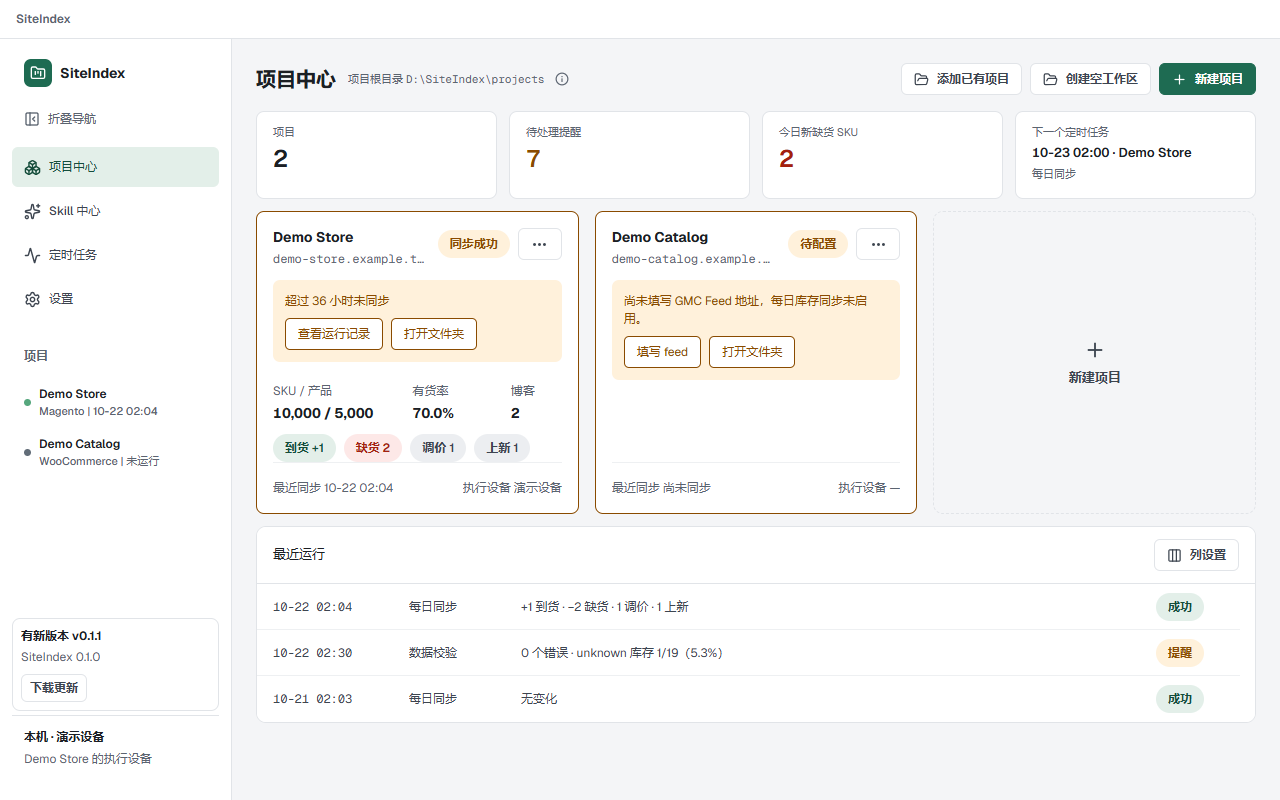 SiteIndex
SiteIndex
折叠导航
项目中心
Skill 中心
定时任务
设置
项目
Demo Store
Magento | 10-22 02:04
Demo Catalog
WooCommerce | 未运行
有新版本 v0.1.1
SiteIndex 0.1.0
下载更新
本机 · 演示设备
Demo Store 的执行设备
项目中心 项目根目录 D:\SiteIndex\projects
添加已有项目 创建空工作区 新建项目
项目
2
待处理提醒
7
今日新缺货 SKU
2
下一个定时任务
10-23 02:00 · Demo Store
每日同步
Demo Store 同步成功
demo-store.example.t…
超过 36 小时未同步
查看运行记录 打开文件夹
SKU / 产品 有货率 博客
10,000 / 5,000 70.0% 2
到货 +1 缺货 2 调价 1 上新 1
最近同步 10-22 02:04 执行设备 演示设备
Demo Catalog 待配置
demo-catalog.example.…
尚未填写 GMC Feed 地址，每日库存同步未启
用。
填写 feed 打开文件夹
最近同步 尚未同步 执行设备 —
新建项目
最近运行 列设置
10-22 02:04 每日同步 +1 到货 · −2 缺货 · 1 调价 · 1 上新 成功
10-22 02:30 数据校验 0 个错误 · unknown 库存 1/19（5.3%） 提醒
10-21 02:03 每日同步 无变化 成功